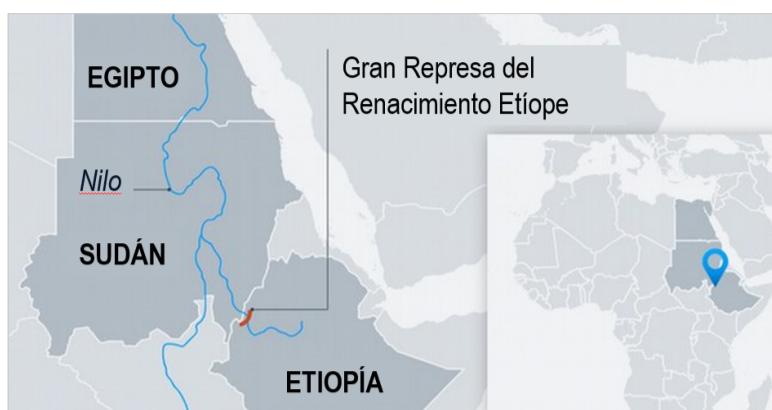 EGIPTO
Gran Represa del
Renacimiento Etíope
Nilo
SUDÁN
ETIOPÍA